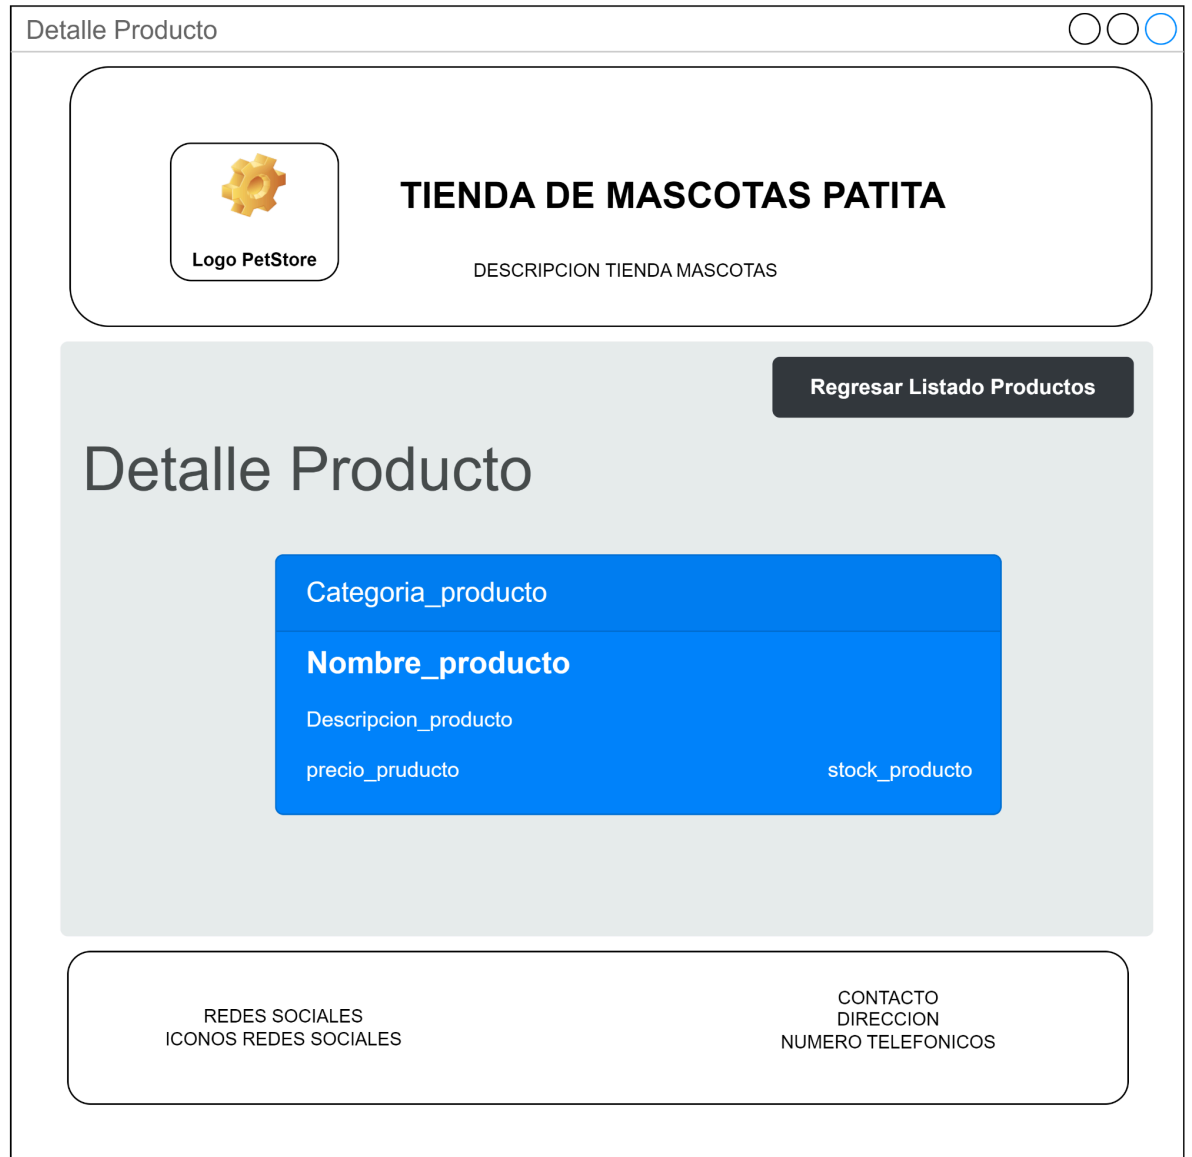 Detalle Producto
TIENDA DE MASCOTAS PATITA
Logo PetStore
DESCRIPCION TIENDA MASCOTAS
Regresar Listado Productos
Detalle Producto
Categoria_producto
Nombre_producto
Descripcion_producto
precio_pruducto
stock_producto
REDES SOCIALES
ICONOS REDES SOCIALES
CONTACTO
DIRECCION
NUMERO TELEFONICOS